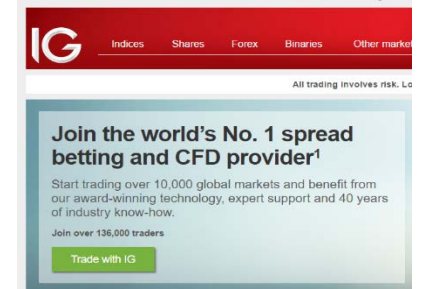 IG
Indices Shares Forex Binaries Other market
All trading involves risk. Lo
Join the world's No. 1 spread
betting and CFD provider¹
Start trading over 10,000 global markets and benefit from
our award-winning technology, expert support and 40 years
of industry know-how.
Join over 136,000 traders
Trade with IG